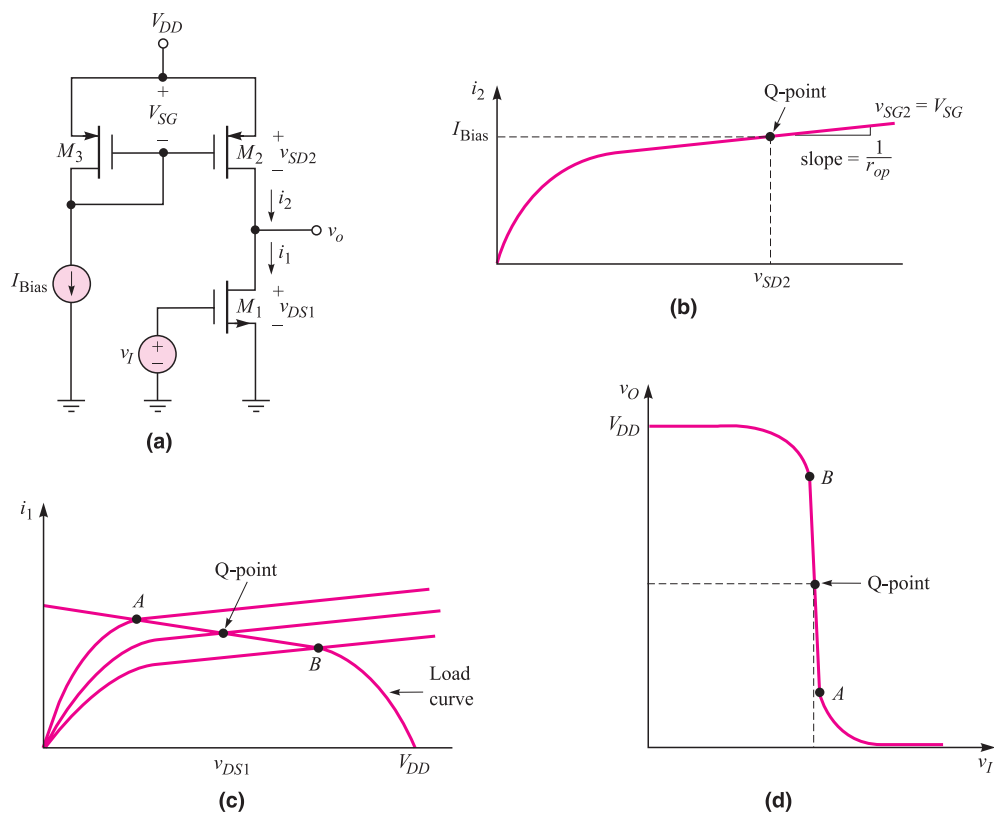 V_DD
+
V_SG
−
M_3
M_2
+
v_SD2
−
i_2
v_o
i_1
I_Bias
M_1
+
v_DS1
−
v_I
+
−
(a)
i_2
Q-point
v_SG2 = V_SG
I_Bias
slope = 1/r_op
v_SD2
(b)
i_1
Q-point
A
B
Load
curve
v_DS1
V_DD
(c)
v_O
V_DD
B
Q-point
A
v_I
(d)